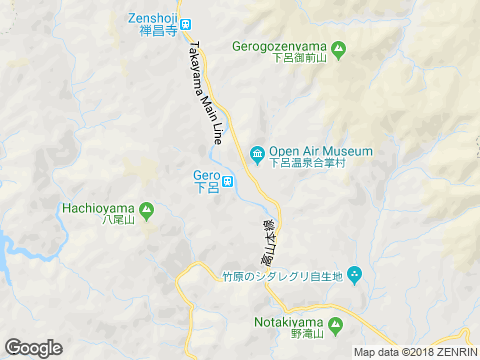 Zenshoji
禅昌寺
Gerogozenyama
下呂御前山
Takayama Main Line
Open Air Museum
下呂温泉合掌村
Gero
下呂
Hachioyama
八尾山
高山本線
竹原のシダレグリ自生地
Notakiyama
野滝山
Google
Map data ©2018 ZENRIN